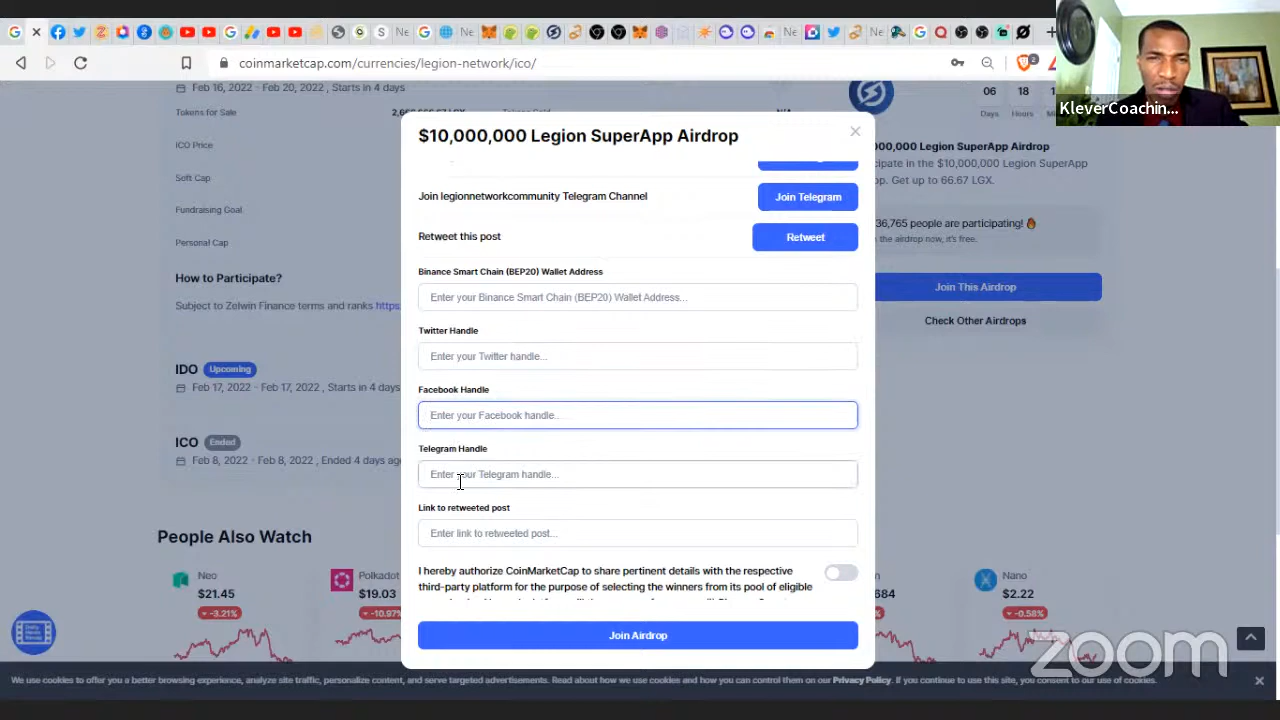 coinmarketcap.com/currencies/legion-network/ico/
2
KleverCoachin...
Feb 16, 2022 - Feb 20, 2022 , Starts in 4 days
Tokens for Sale
ICO Price
Soft Cap
Fundraising Goal
Personal Cap
How to Participate?
Subject to Zelwin Finance terms and ranks https:
IDO Upcoming
Feb 17, 2022 - Feb 17, 2022 , Starts in 4 days
ICO Ended
Feb 8, 2022 - Feb 8, 2022 , Ended 4 days ago
$10,000,000 Legion SuperApp Airdrop
Join legionnetworkcommunity Telegram Channel
Join Telegram
Retweet this post
Retweet
Binance Smart Chain (BEP20) Wallet Address
Enter your Binance Smart Chain (BEP20) Wallet Address...
Twitter Handle
Enter your Twitter handle...
Facebook Handle
Enter your Facebook handle...
Telegram Handle
Enter your Telegram handle...
Link to retweeted post
Enter link to retweeted post...
I hereby authorize CoinMarketCap to share pertinent details with the respective
third-party platform for the purpose of selecting the winners from its pool of eligible
Join Airdrop
06 18
Days Hours
000,000 Legion SuperApp Airdrop
cipate in the $10,000,000 Legion SuperApp
op. Get up to 66.67 LGX.
36,765 people are participating!
the airdrop now, it's free.
Join This Airdrop
Check Other Airdrops
People Also Watch
Neo
$21.45
-3.21%
Polkadot
$19.03
-10.97%
684
Nano
$2.22
-0.58%
zoom
We use cookies to offer you a better browsing experience, analyze site traffic, personalize content, and serve targeted advertisements. Read about how we use cookies and how you can control them on our Privacy Policy. If you continue to use this site, you consent to our use of cookies.